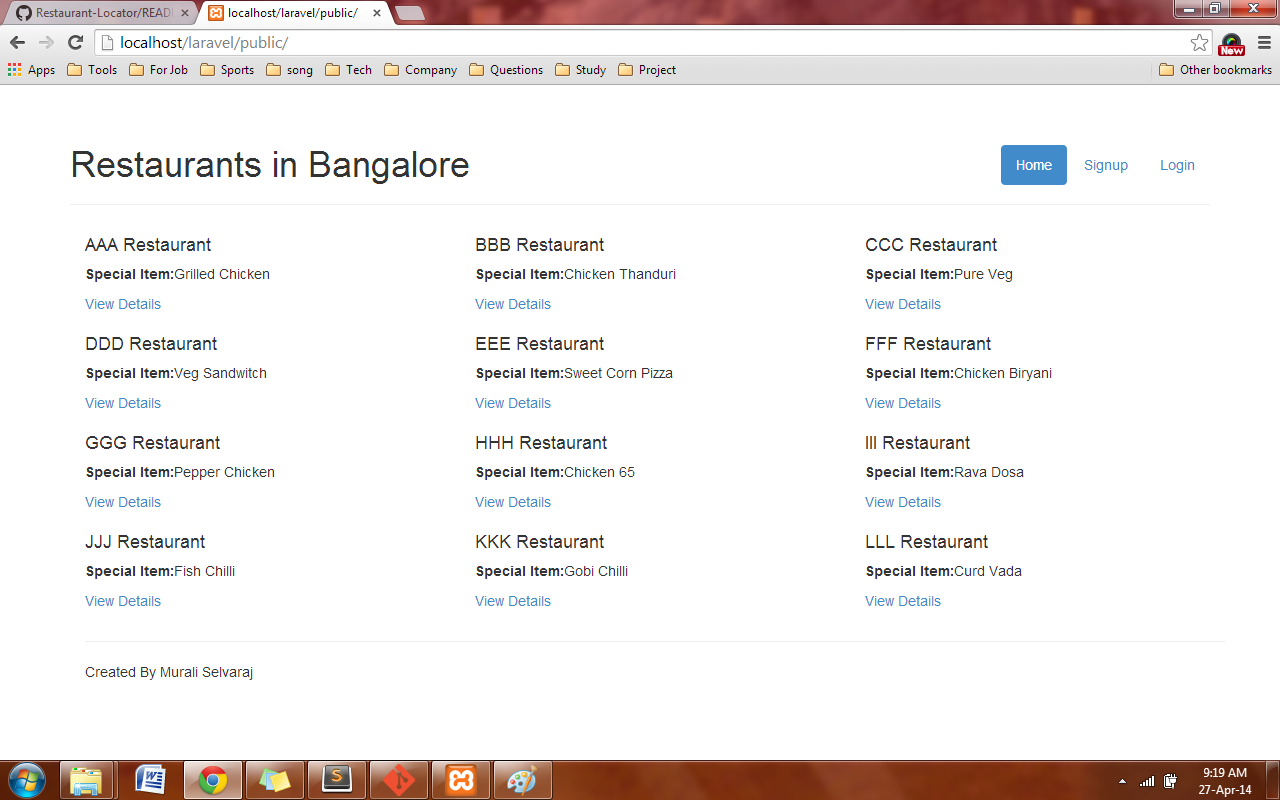 Restaurant-Locator/READ
localhost/laravel/public/
localhost/laravel/public/
New
Apps Tools For Job Sports song Tech Company Questions Study Project Other bookmarks
Restaurants in Bangalore
Home Signup Login
AAA Restaurant BBB Restaurant CCC Restaurant
Special Item:Grilled Chicken Special Item:Chicken Thanduri Special Item:Pure Veg
View Details View Details View Details
DDD Restaurant EEE Restaurant FFF Restaurant
Special Item:Veg Sandwitch Special Item:Sweet Corn Pizza Special Item:Chicken Biryani
View Details View Details View Details
GGG Restaurant HHH Restaurant III Restaurant
Special Item:Pepper Chicken Special Item:Chicken 65 Special Item:Rava Dosa
View Details View Details View Details
JJJ Restaurant KKK Restaurant LLL Restaurant
Special Item:Fish Chilli Special Item:Gobi Chilli Special Item:Curd Vada
View Details View Details View Details
Created By Murali Selvaraj
9:19 AM
27-Apr-14